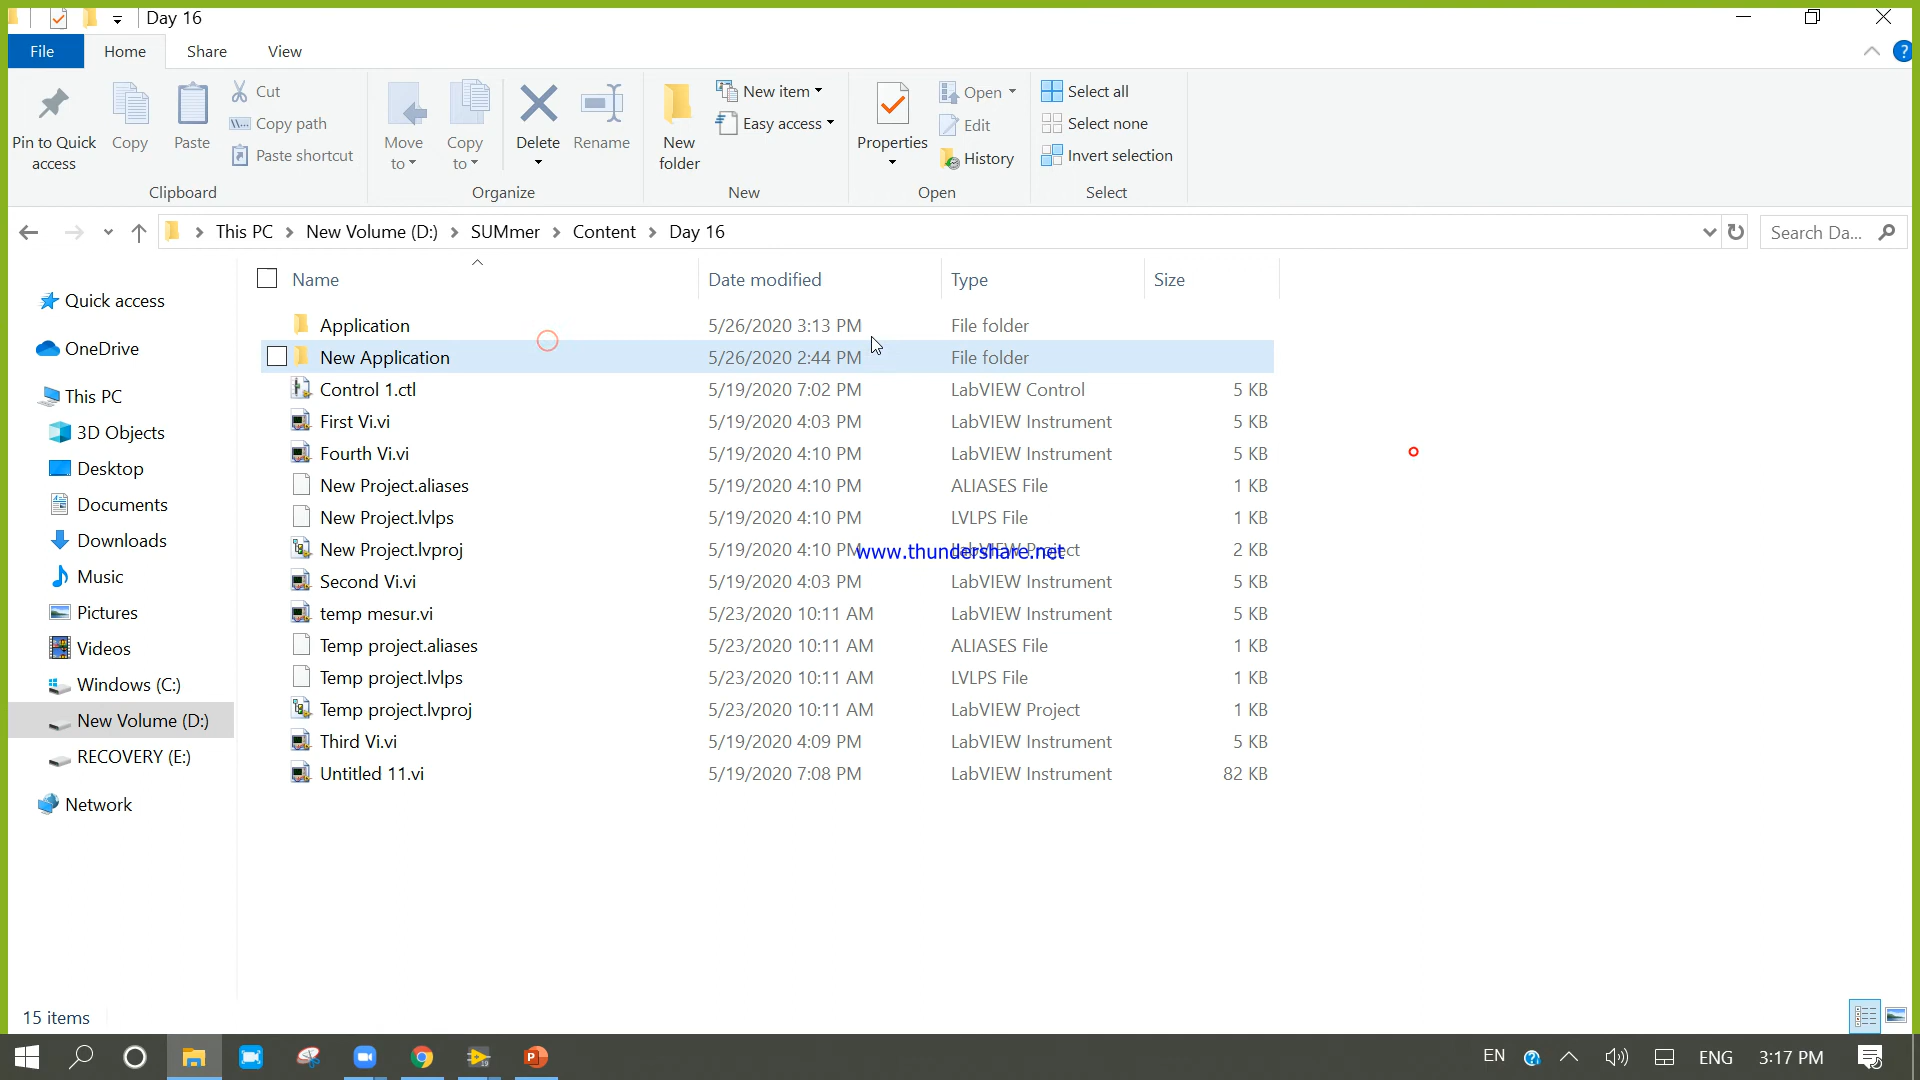 Day 16
File Home Share View
Pin to Quick access
Copy
Paste
Cut
Copy path
Paste shortcut
Clipboard
Move to
Copy to
Delete
Rename
Organize
New folder
New item
Easy access
New
Properties
Open
Edit
History
Open
Select all
Select none
Invert selection
Select
This PC New Volume (D:) SUMmer Content Day 16
Search Da...
Name Date modified Type Size
Quick access
OneDrive
This PC
3D Objects
Desktop
Documents
Downloads
Music
Pictures
Videos
Windows (C:)
New Volume (D:)
RECOVERY (E:)
Network
Application 5/26/2020 3:13 PM File folder
New Application 5/26/2020 2:44 PM File folder
Control 1.ctl 5/19/2020 7:02 PM LabVIEW Control 5 KB
First Vi.vi 5/19/2020 4:03 PM LabVIEW Instrument 5 KB
Fourth Vi.vi 5/19/2020 4:10 PM LabVIEW Instrument 5 KB
New Project.aliases 5/19/2020 4:10 PM ALIASES File 1 KB
New Project.lvlps 5/19/2020 4:10 PM LVLPS File 1 KB
New Project.lvproj 5/19/2020 4:10 PM LabVIEW Project 2 KB
www.thundershare.net
Second Vi.vi 5/19/2020 4:03 PM LabVIEW Instrument 5 KB
temp mesur.vi 5/23/2020 10:11 AM LabVIEW Instrument 5 KB
Temp project.aliases 5/23/2020 10:11 AM ALIASES File 1 KB
Temp project.lvlps 5/23/2020 10:11 AM LVLPS File 1 KB
Temp project.lvproj 5/23/2020 10:11 AM LabVIEW Project 1 KB
Third Vi.vi 5/19/2020 4:09 PM LabVIEW Instrument 5 KB
Untitled 11.vi 5/19/2020 7:08 PM LabVIEW Instrument 82 KB
15 items
EN ENG 3:17 PM